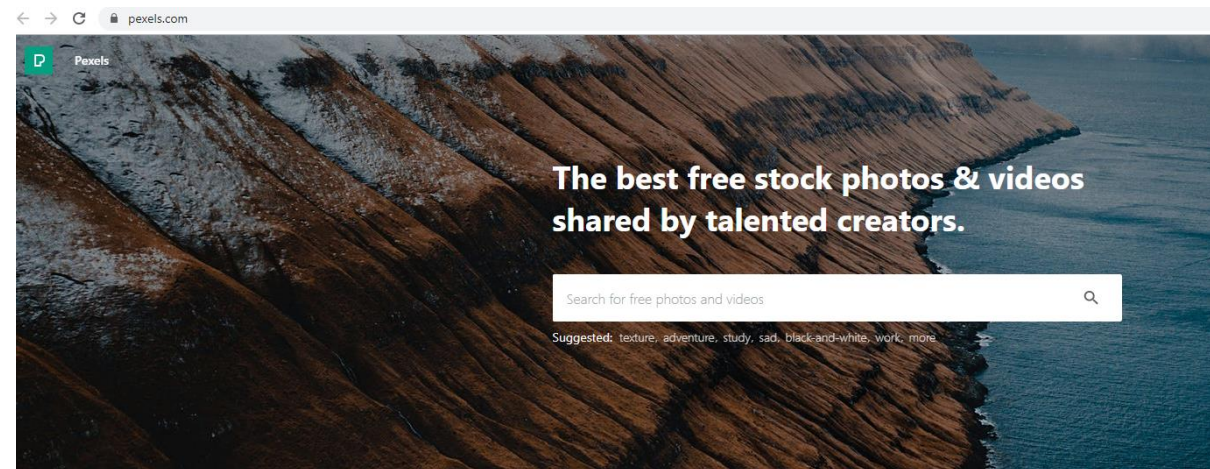 pexels.com
Pexels
The best free stock photos & videos
shared by talented creators.
Search for free photos and videos
Suggested: texture, adventure, study, sad, black-and-white, work, more